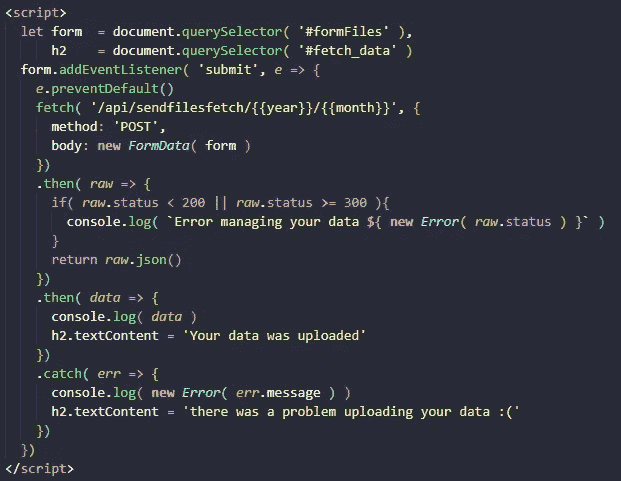 <script>
let form = document.querySelector( '#formFiles' ),
h2 = document.querySelector( '#fetch_data' )
form.addEventListener( 'submit', e => {
e.preventDefault()
fetch( '/api/sendfilesfetch/{{year}}/{{month}}', {
method: 'POST',
body: new FormData( form )
})
.then( raw => {
if( raw.status < 200 || raw.status >= 300 ){
console.log( `Error managing your data ${ new Error( raw.status ) }` )
}
return raw.json()
})
.then( data => {
console.log( data )
h2.textContent = 'Your data was uploaded'
})
.catch( err => {
console.log( new Error( err.message ) )
h2.textContent = 'there was a problem uploading your data :('
})
})
</script>